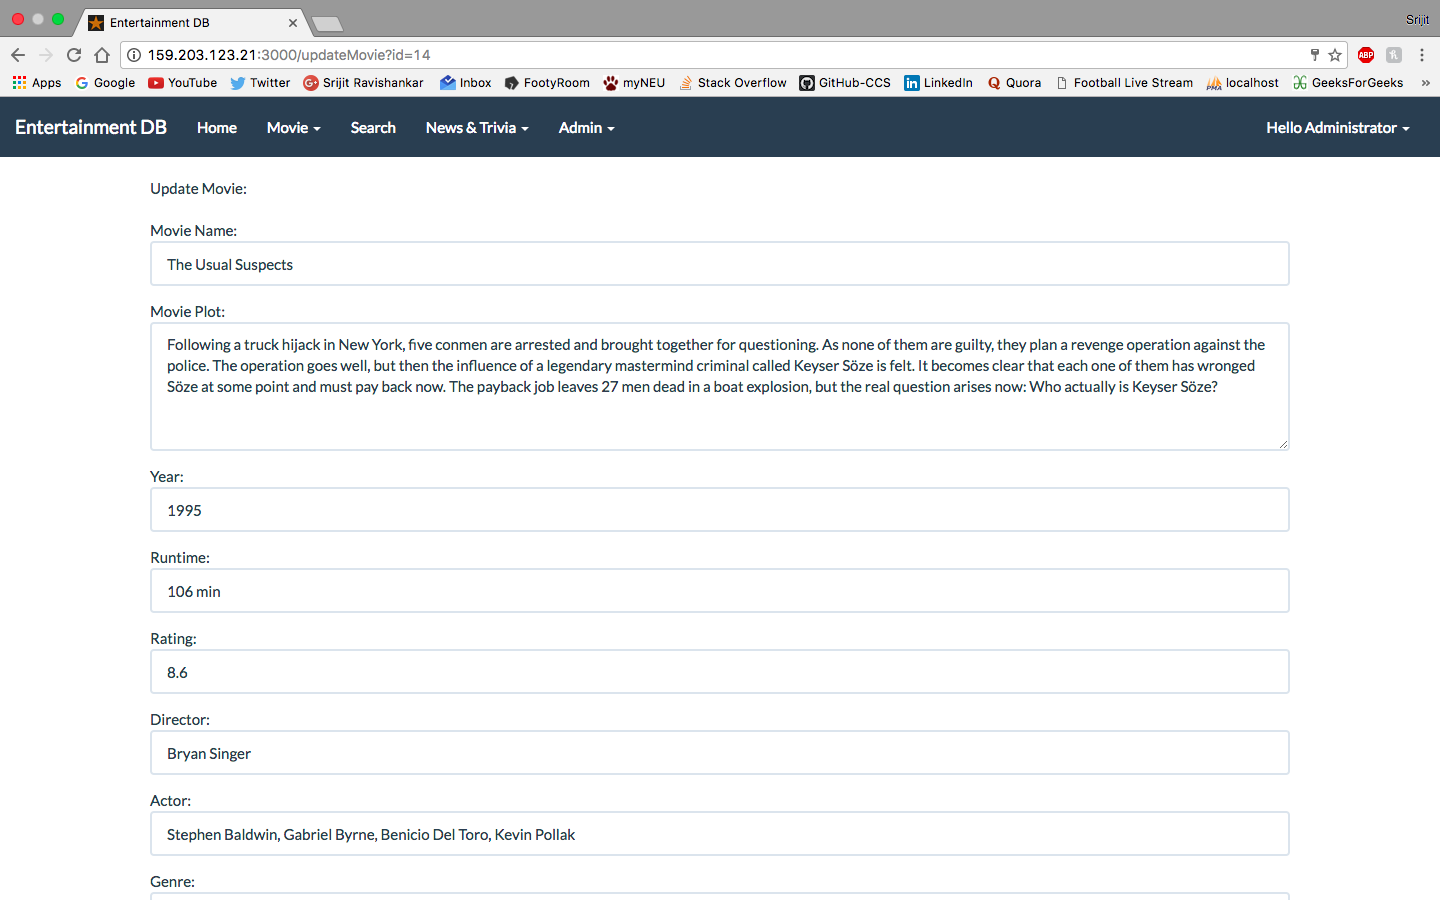 Entertainment DB
Srijit
159.203.123.21:3000/updateMovie?id=14
ABP
Apps
Google
YouTube
Twitter
Srijit Ravishankar
Inbox
FootyRoom
myNEU
Stack Overflow
GitHub-CCS
LinkedIn
Quora
Football Live Stream
localhost
GeeksForGeeks
»
Entertainment DB
Home
Movie
Search
News & Trivia
Admin
Hello Administrator
Update Movie:
Movie Name:
The Usual Suspects
Movie Plot:
Following a truck hijack in New York, five conmen are arrested and brought together for questioning. As none of them are guilty, they plan a revenge operation against the
police. The operation goes well, but then the influence of a legendary mastermind criminal called Keyser Söze is felt. It becomes clear that each one of them has wronged
Söze at some point and must pay back now. The payback job leaves 27 men dead in a boat explosion, but the real question arises now: Who actually is Keyser Söze?
Year:
1995
Runtime:
106 min
Rating:
8.6
Director:
Bryan Singer
Actor:
Stephen Baldwin, Gabriel Byrne, Benicio Del Toro, Kevin Pollak
Genre: